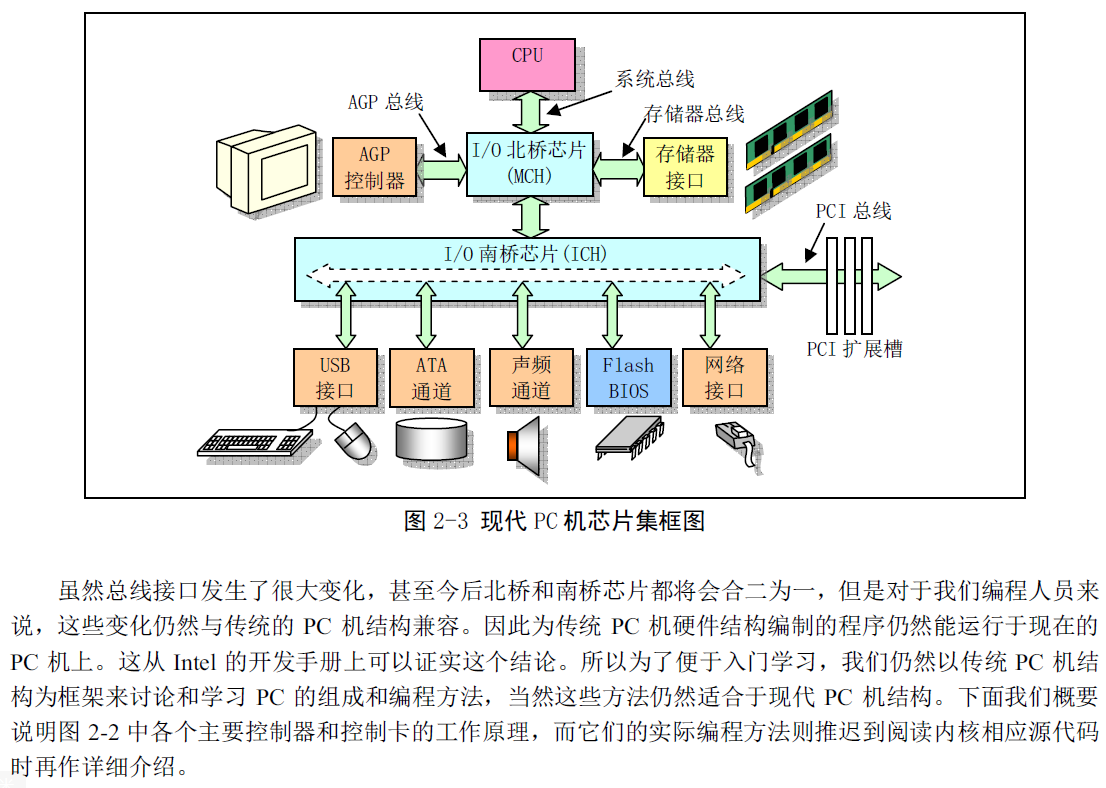 CPU
系统总线
AGP 总线
存储器总线
AGP
控制器
I/O 北桥芯片
(MCH)
存储器
接口
PCI 总线
I/O 南桥芯片(ICH)
PCI 扩展槽
USB
接口
ATA
通道
声频
通道
Flash
BIOS
网络
接口
图 2-3 现代 PC 机芯片集框图
虽然总线接口发生了很大变化，甚至今后北桥和南桥芯片都将会合二为一，但是对于我们编程人员来
说，这些变化仍然与传统的 PC 机结构兼容。因此为传统 PC 机硬件结构编制的程序仍然能运行于现在的
PC 机上。这从 Intel 的开发手册上可以证实这个结论。所以为了便于入门学习，我们仍然以传统 PC 机结
构为框架来讨论和学习 PC 的组成和编程方法，当然这些方法仍然适合于现代 PC 机结构。下面我们概要
说明图 2-2 中各个主要控制器和控制卡的工作原理，而它们的实际编程方法则推迟到阅读内核相应源代码
时再作详细介绍。